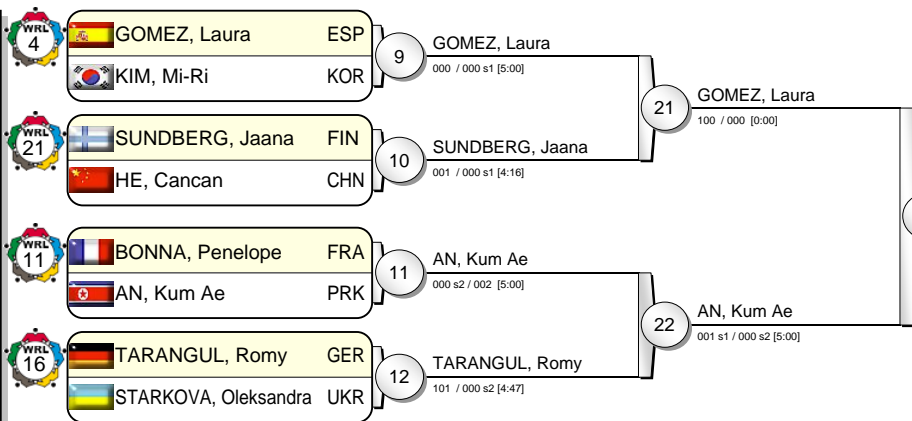 WRL
4
GOMEZ, Laura ESP
KIM, Mi-Ri KOR
9
GOMEZ, Laura
000 / 000 s1 [5:00]
21
GOMEZ, Laura
100 / 000 [0:00]
WRL
21
SUNDBERG, Jaana FIN
HE, Cancan CHN
10
SUNDBERG, Jaana
001 / 000 s1 [4:16]
WRL
11
BONNA, Penelope FRA
AN, Kum Ae PRK
11
AN, Kum Ae
000 s2 / 002 [5:00]
22
AN, Kum Ae
001 s1 / 000 s2 [5:00]
WRL
16
TARANGUL, Romy GER
STARKOVA, Oleksandra UKR
12
TARANGUL, Romy
101 / 000 s2 [4:47]